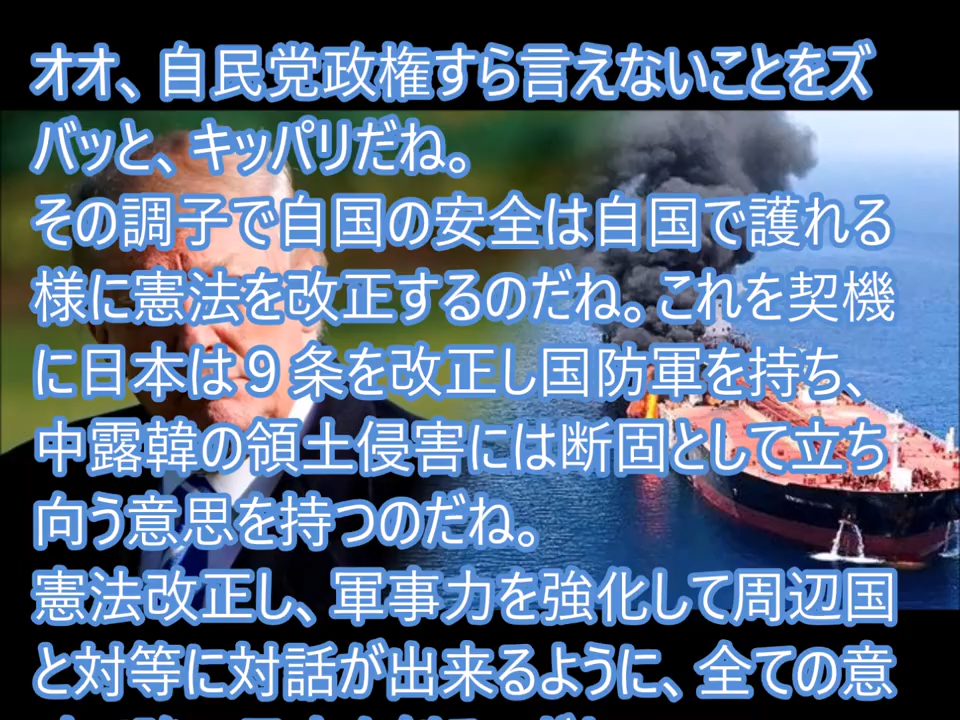 オオ、自民党政権すら言えないことをズ
バッと、キッパリだね。
その調子で自国の安全は自国で護れる
様に憲法を改正するのだね。これを契機
に日本は９条を改正し国防軍を持ち、
中露韓の領土侵害には断固として立ち
向う意思を持つのだね。
憲法改正し、軍事力を強化して周辺国
と対等に対話が出来るように、全ての意